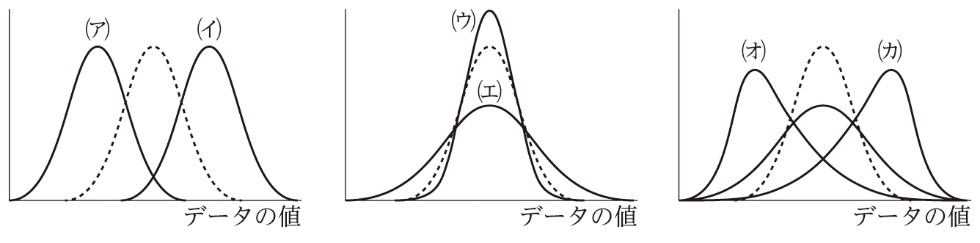 (ア)
(イ)
データの値
(ウ)
(エ)
データの値
(オ)
(カ)
データの値